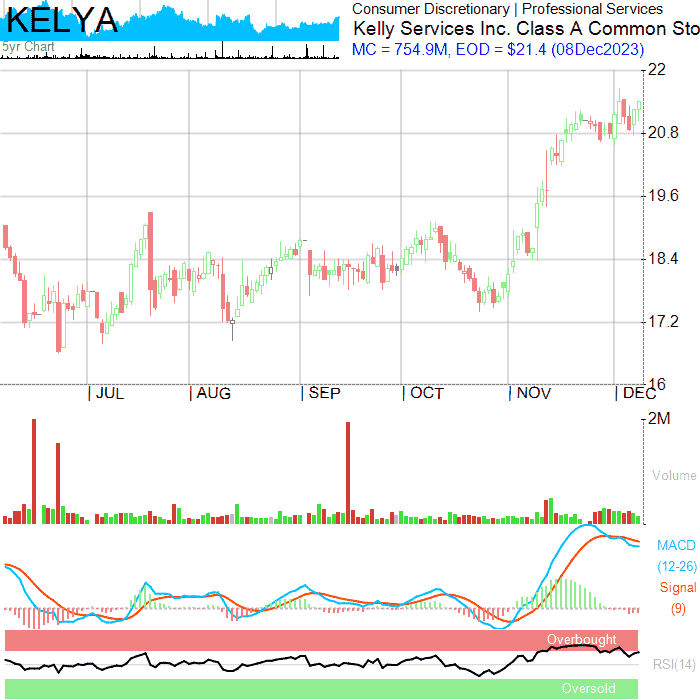 KELYA
5yr Chart
Consumer Discretionary | Professional Services
Kelly Services Inc. Class A Common Sto
MC = 754.9M, EOD = $21.4 (08Dec2023)
22
20.8
19.6
18.4
17.2
16
| JUL | AUG | SEP | OCT | NOV | DEC
2M
Volume
MACD
(12-26)
Signal
(9)
Overbought
RSI(14)
Oversold